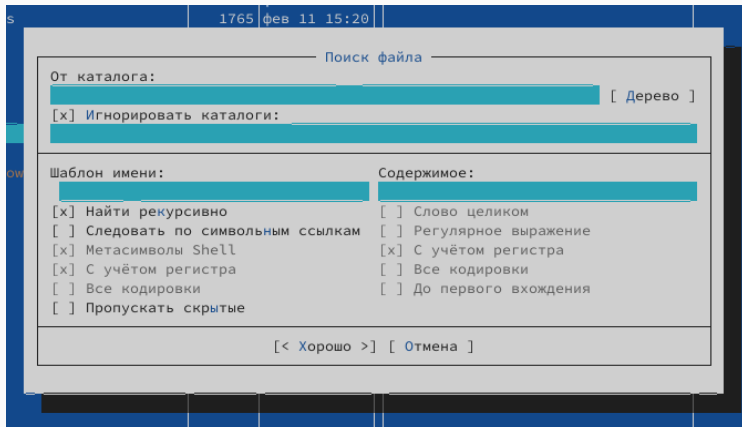 s 1765 фев 11 15:20
Поиск файла
От каталога:
[ Дерево ]
[x] Игнорировать каталоги:
ow
Шаблон имени: Содержимое:
[x] Найти рекурсивно [ ] Слово целиком
[ ] Следовать по символьным ссылкам [ ] Регулярное выражение
[x] Метасимволы Shell [x] С учётом регистра
[x] С учётом регистра [ ] Все кодировки
[ ] Все кодировки [ ] До первого вхождения
[ ] Пропускать скрытые
[< Хорошо >] [ Отмена ]